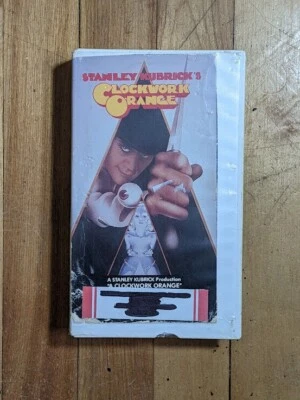 STANLEY KUBRICK'S
CLOCKWORK
ORANGE
A STANLEY KUBRICK Production
"A CLOCKWORK ORANGE"